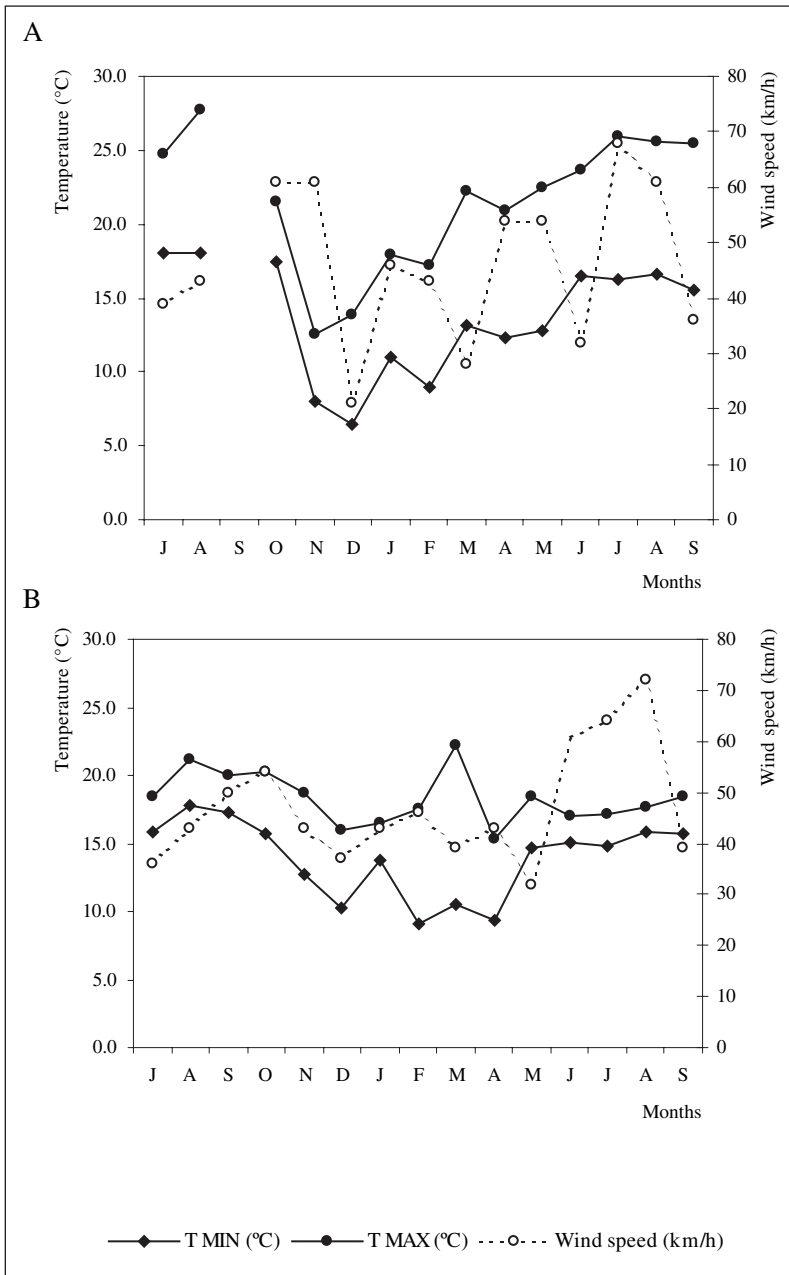 A
Temperature (°C)
30.0
25.0
20.0
15.0
10.0
5.0
0.0
80
70
60
50
40
30
20
10
0
Wind speed (km/h)
J A S O N D J F M A M J J A S
Months
B
Temperature (°C)
30.0
25.0
20.0
15.0
10.0
5.0
0.0
80
70
60
50
40
30
20
10
0
Wind speed (km/h)
J A S O N D J F M A M J J A S
Months
T MIN (ºC) T MAX (ºC) Wind speed (km/h)